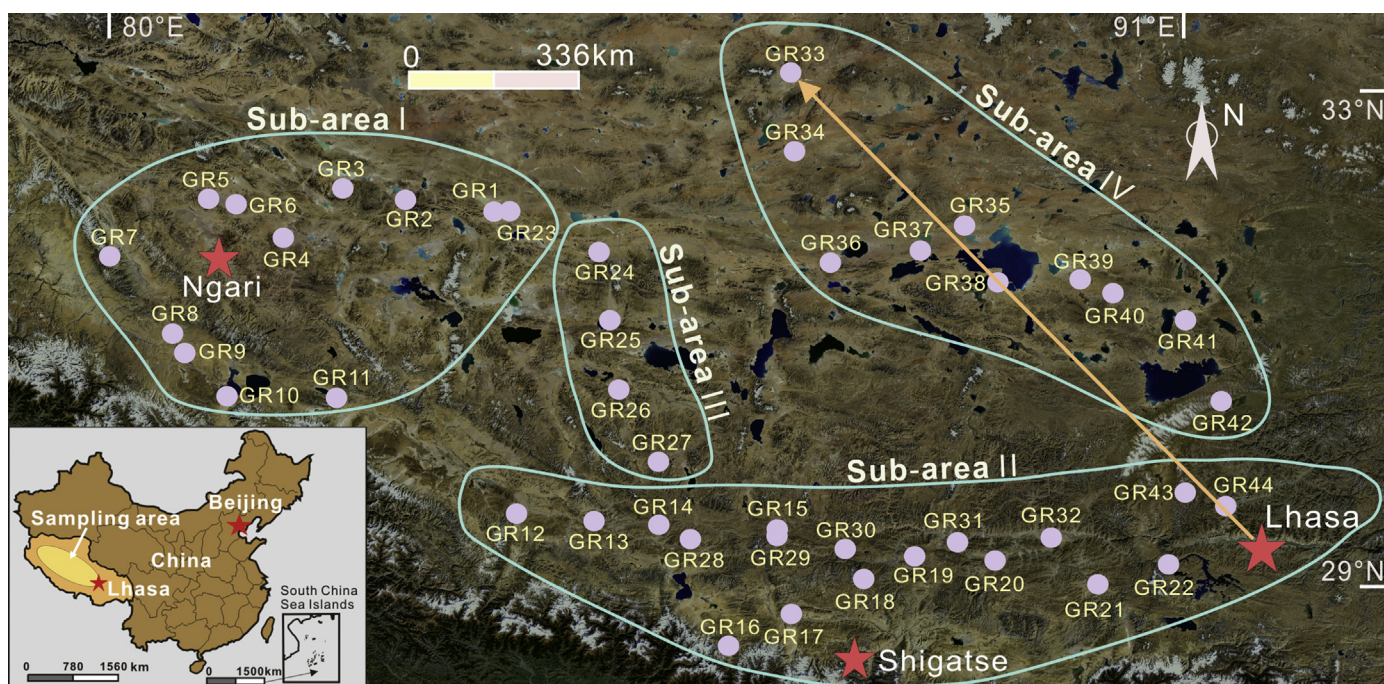 80°E
91°E
0 336km
33°N
N
29°N
Sub-area I
GR5
GR6
GR3
GR2
GR1
GR23
GR7
GR4
Ngari
GR8
GR9
GR10
GR11
Sub-area III
GR24
GR25
GR26
GR27
Sub-area IV
GR33
GR34
GR35
GR36
GR37
GR38
GR39
GR40
GR41
GR42
Sub-area II
GR12
GR13
GR14
GR28
GR15
GR29
GR30
GR18
GR19
GR31
GR20
GR32
GR21
GR22
GR43
GR44
Lhasa
GR16
GR17
Shigatse
Beijing
Sampling area
China
Lhasa
South China
Sea Islands
0 780 1560 km
0 1500km